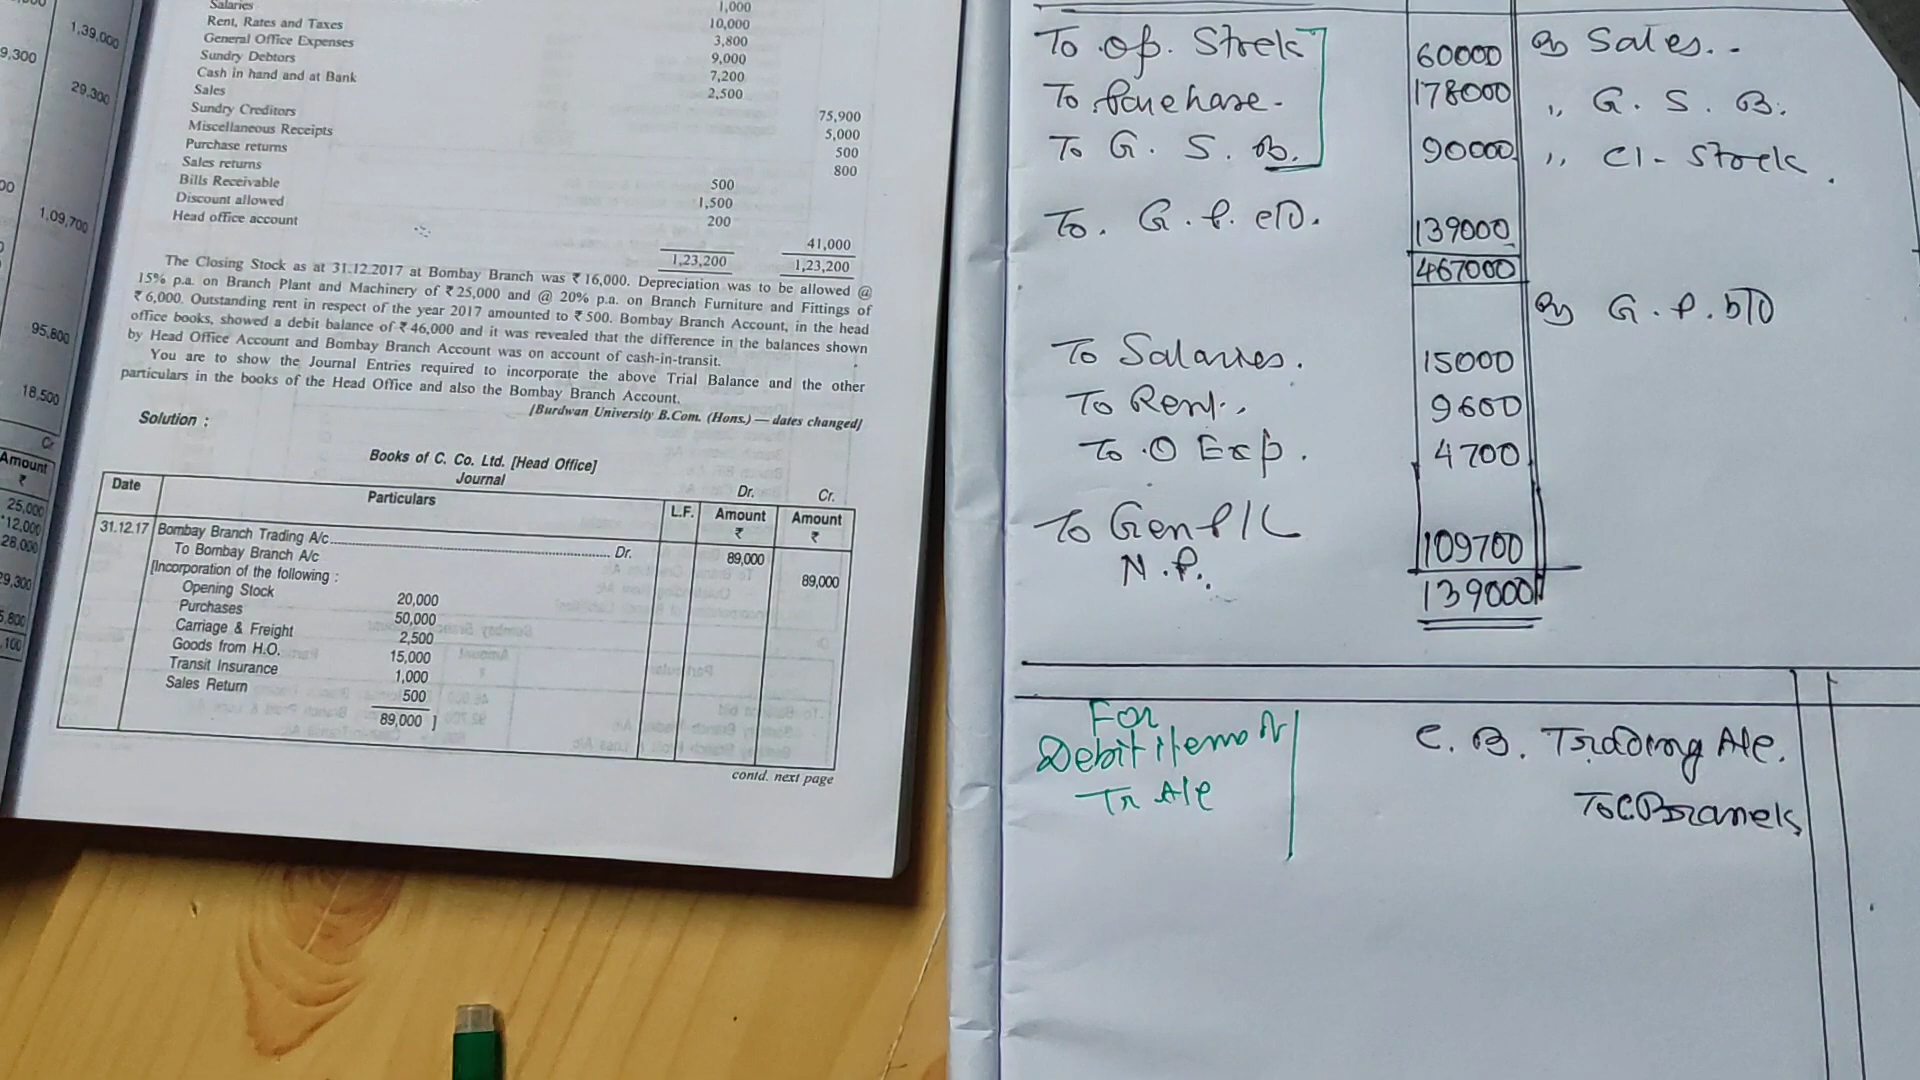 1,39,000
9,300
29,300
1,09,700
95,800
18,500
Cr
Amount
₹
25,000
12,000
28,000
29,300
5,800
100
Salaries 1,000
Rent, Rates and Taxes 10,000
General Office Expenses 3,800
Sundry Debtors 9,000
Cash in hand and at Bank 7,200
Sales 2,500
Sundry Creditors 75,900
Miscellaneous Receipts 5,000
Purchase returns 500
Sales returns 800
Bills Receivable 500
Discount allowed 1,500
Head office account 200
41,000
1,23,200 1,23,200
The Closing Stock as at 31.12.2017 at Bombay Branch was ₹ 16,000. Depreciation was to be allowed @
15% p.a. on Branch Plant and Machinery of ₹ 25,000 and @ 20% p.a. on Branch Furniture and Fittings of
₹ 6,000. Outstanding rent in respect of the year 2017 amounted to ₹ 500. Bombay Branch Account, in the head
office books, showed a debit balance of ₹ 46,000 and it was revealed that the difference in the balances shown
by Head Office Account and Bombay Branch Account was on account of cash-in-transit.
You are to show the Journal Entries required to incorporate the above Trial Balance and the other
particulars in the books of the Head Office and also the Bombay Branch Account.
[Burdwan University B.Com. (Hons.) — dates changed]
Solution :
Books of C. Co. Ltd. [Head Office]
Journal
Dr. Cr.
Date Particulars L.F. Amount Amount
₹ ₹
31.12.17 Bombay Branch Trading A/c ... Dr. 89,000
To Bombay Branch A/c 89,000
[Incorporation of the following :
Opening Stock 20,000
Purchases 50,000
Carriage & Freight 2,500
Goods from H.O. 15,000
Transit Insurance 1,000
Sales Return 500
89,000 ]
contd. next page
To op. Stock 60000 By Sales..
To Purchase- 178000 ,, G. S. B.
To G. S. B. 90000 ,, Cl- Stock.
To. G. P. c/D. 139000
467000
By G. P. b/D
To Salaries. 15000
To Rent. 9600
To O Exp. 4700
To Gen P/L 109700
N.P.
139000
For
Debit items of
Tr A/c
C. B. Trading A/c.
To C Branch